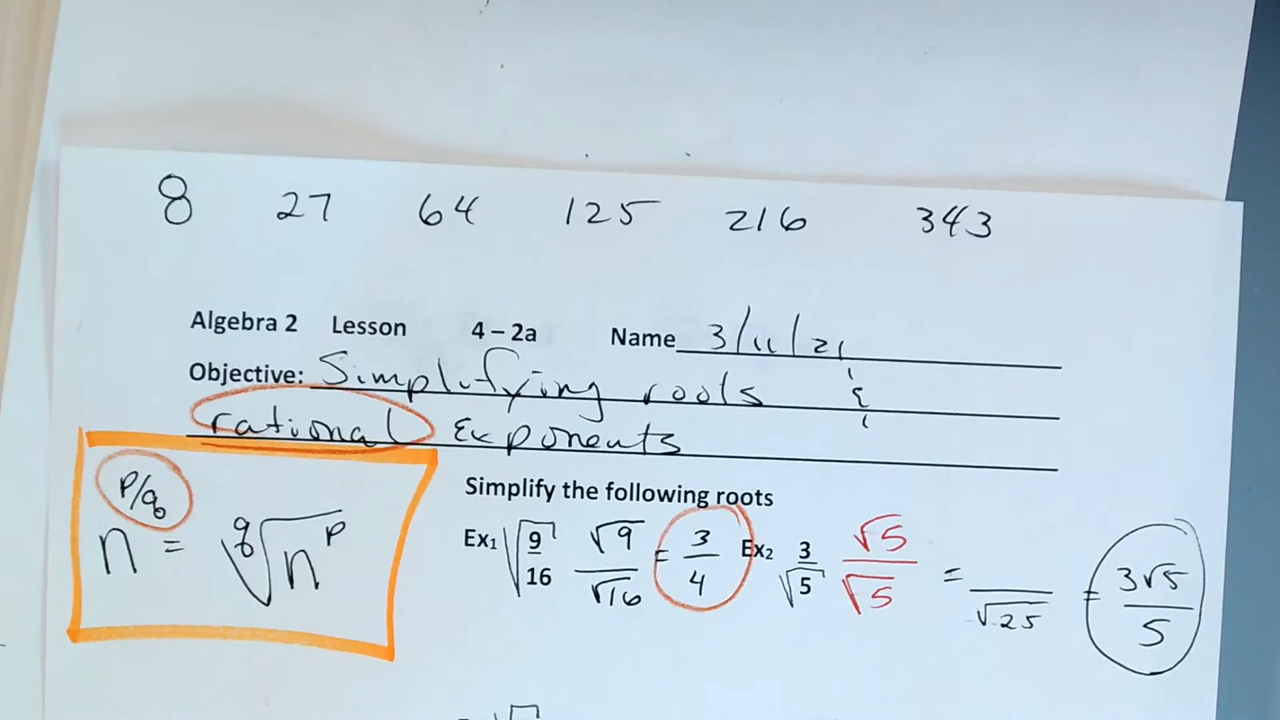 8 27 64 125 216 343
Algebra 2 Lesson 4 – 2a Name 3/11/21
Objective: Simplifying roots &
rational Exponents
n^(p/q) = q√(n^p)
Simplify the following roots
Ex1 √(9/16) √9/√16 = 3/4 Ex2 3/√5 √5/√5 = /√25 = 3√5/5